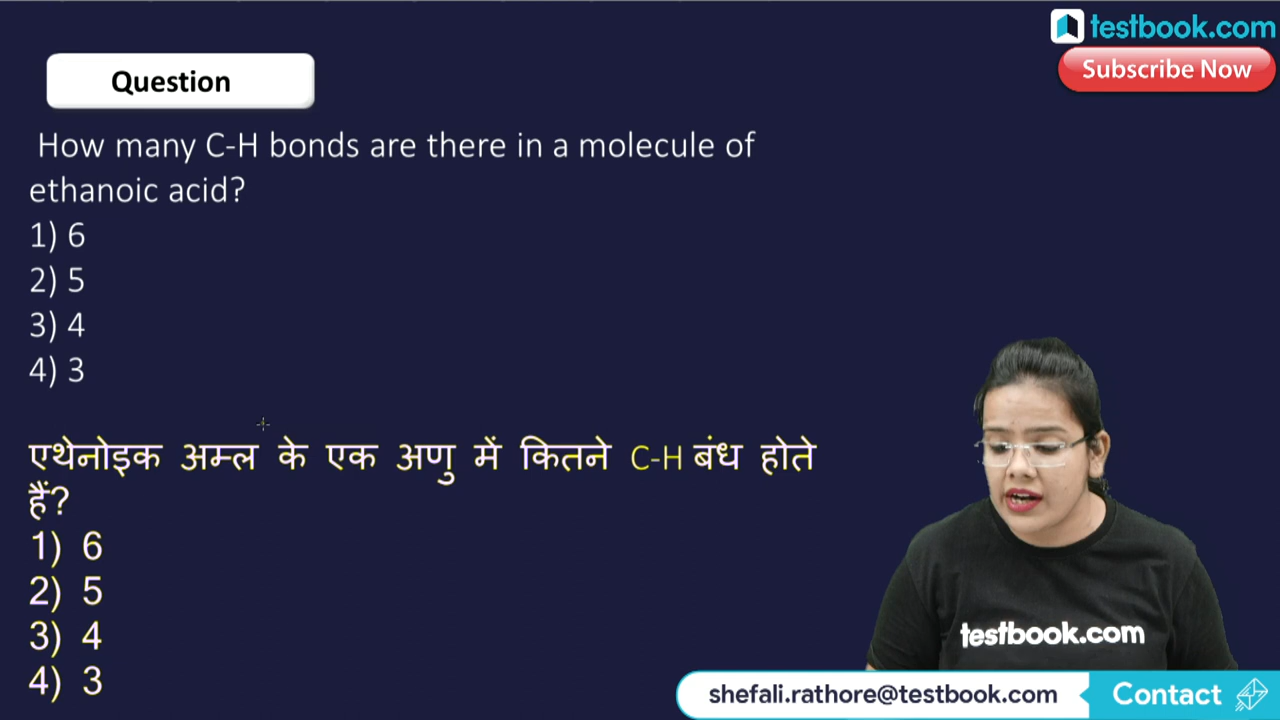 testbook.com
Subscribe Now
Question
How many C-H bonds are there in a molecule of
ethanoic acid?
1) 6
2) 5
3) 4
4) 3
एथेनोइक अम्ल के एक अणु में कितने C-H बंध होते
हैं?
1) 6
2) 5
3) 4
4) 3
testbook.com
shefali.rathore@testbook.com
Contact